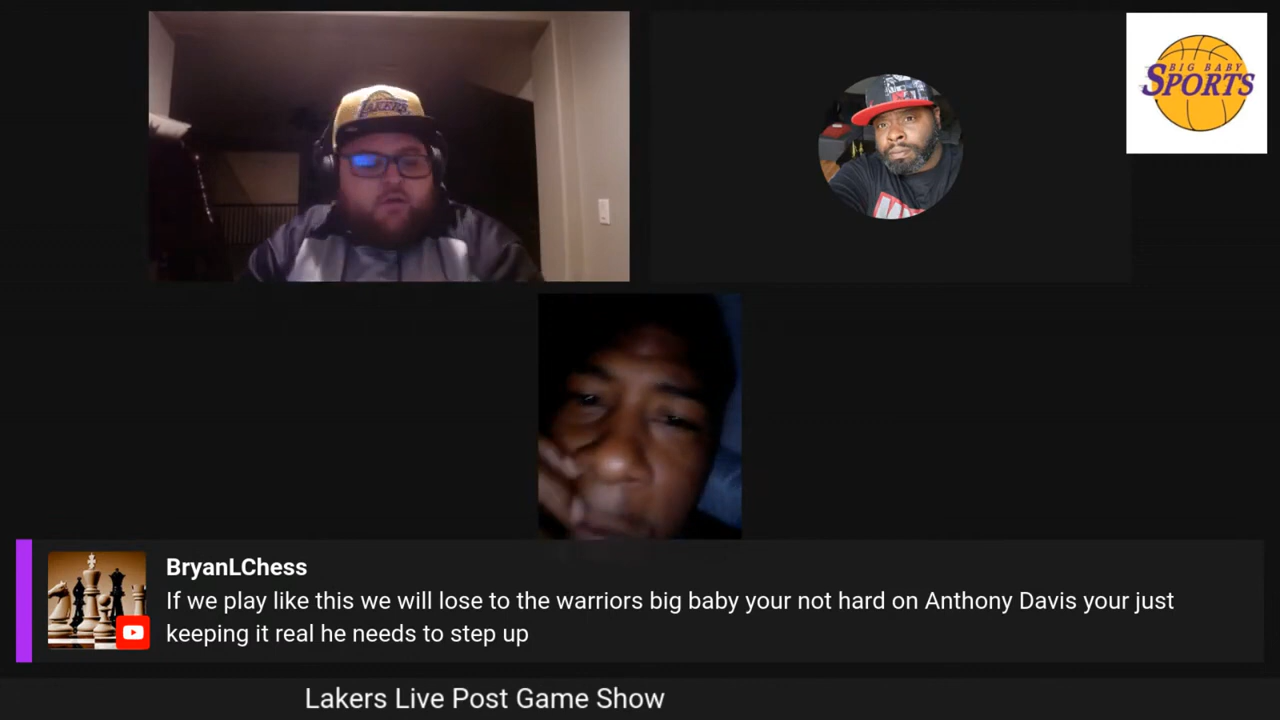 LAKERS
BIG BABY
SPORTS
BryanLChess
If we play like this we will lose to the warriors big baby your not hard on Anthony Davis your just
keeping it real he needs to step up
Lakers Live Post Game Show